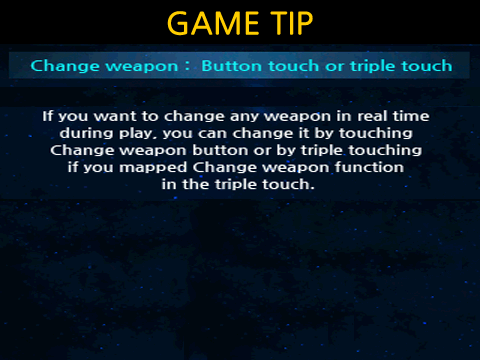 GAME TIP
Change weapon : Button touch or triple touch
If you want to change any weapon in real time
during play, you can change it by touching
Change weapon button or by triple touching
if you mapped Change weapon function
in the triple touch.